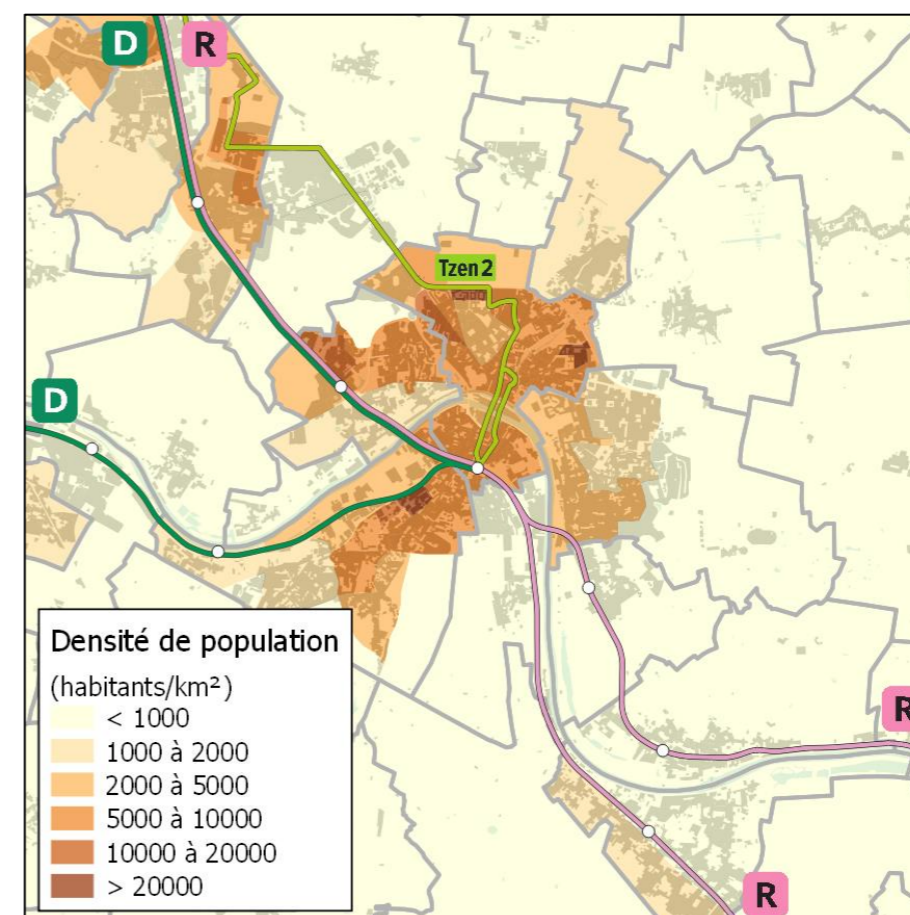 D
R
Tzen 2
D
Densité de population
(habitants/km²)
< 1000
1000 à 2000
2000 à 5000
5000 à 10000
10000 à 20000
> 20000
R
R